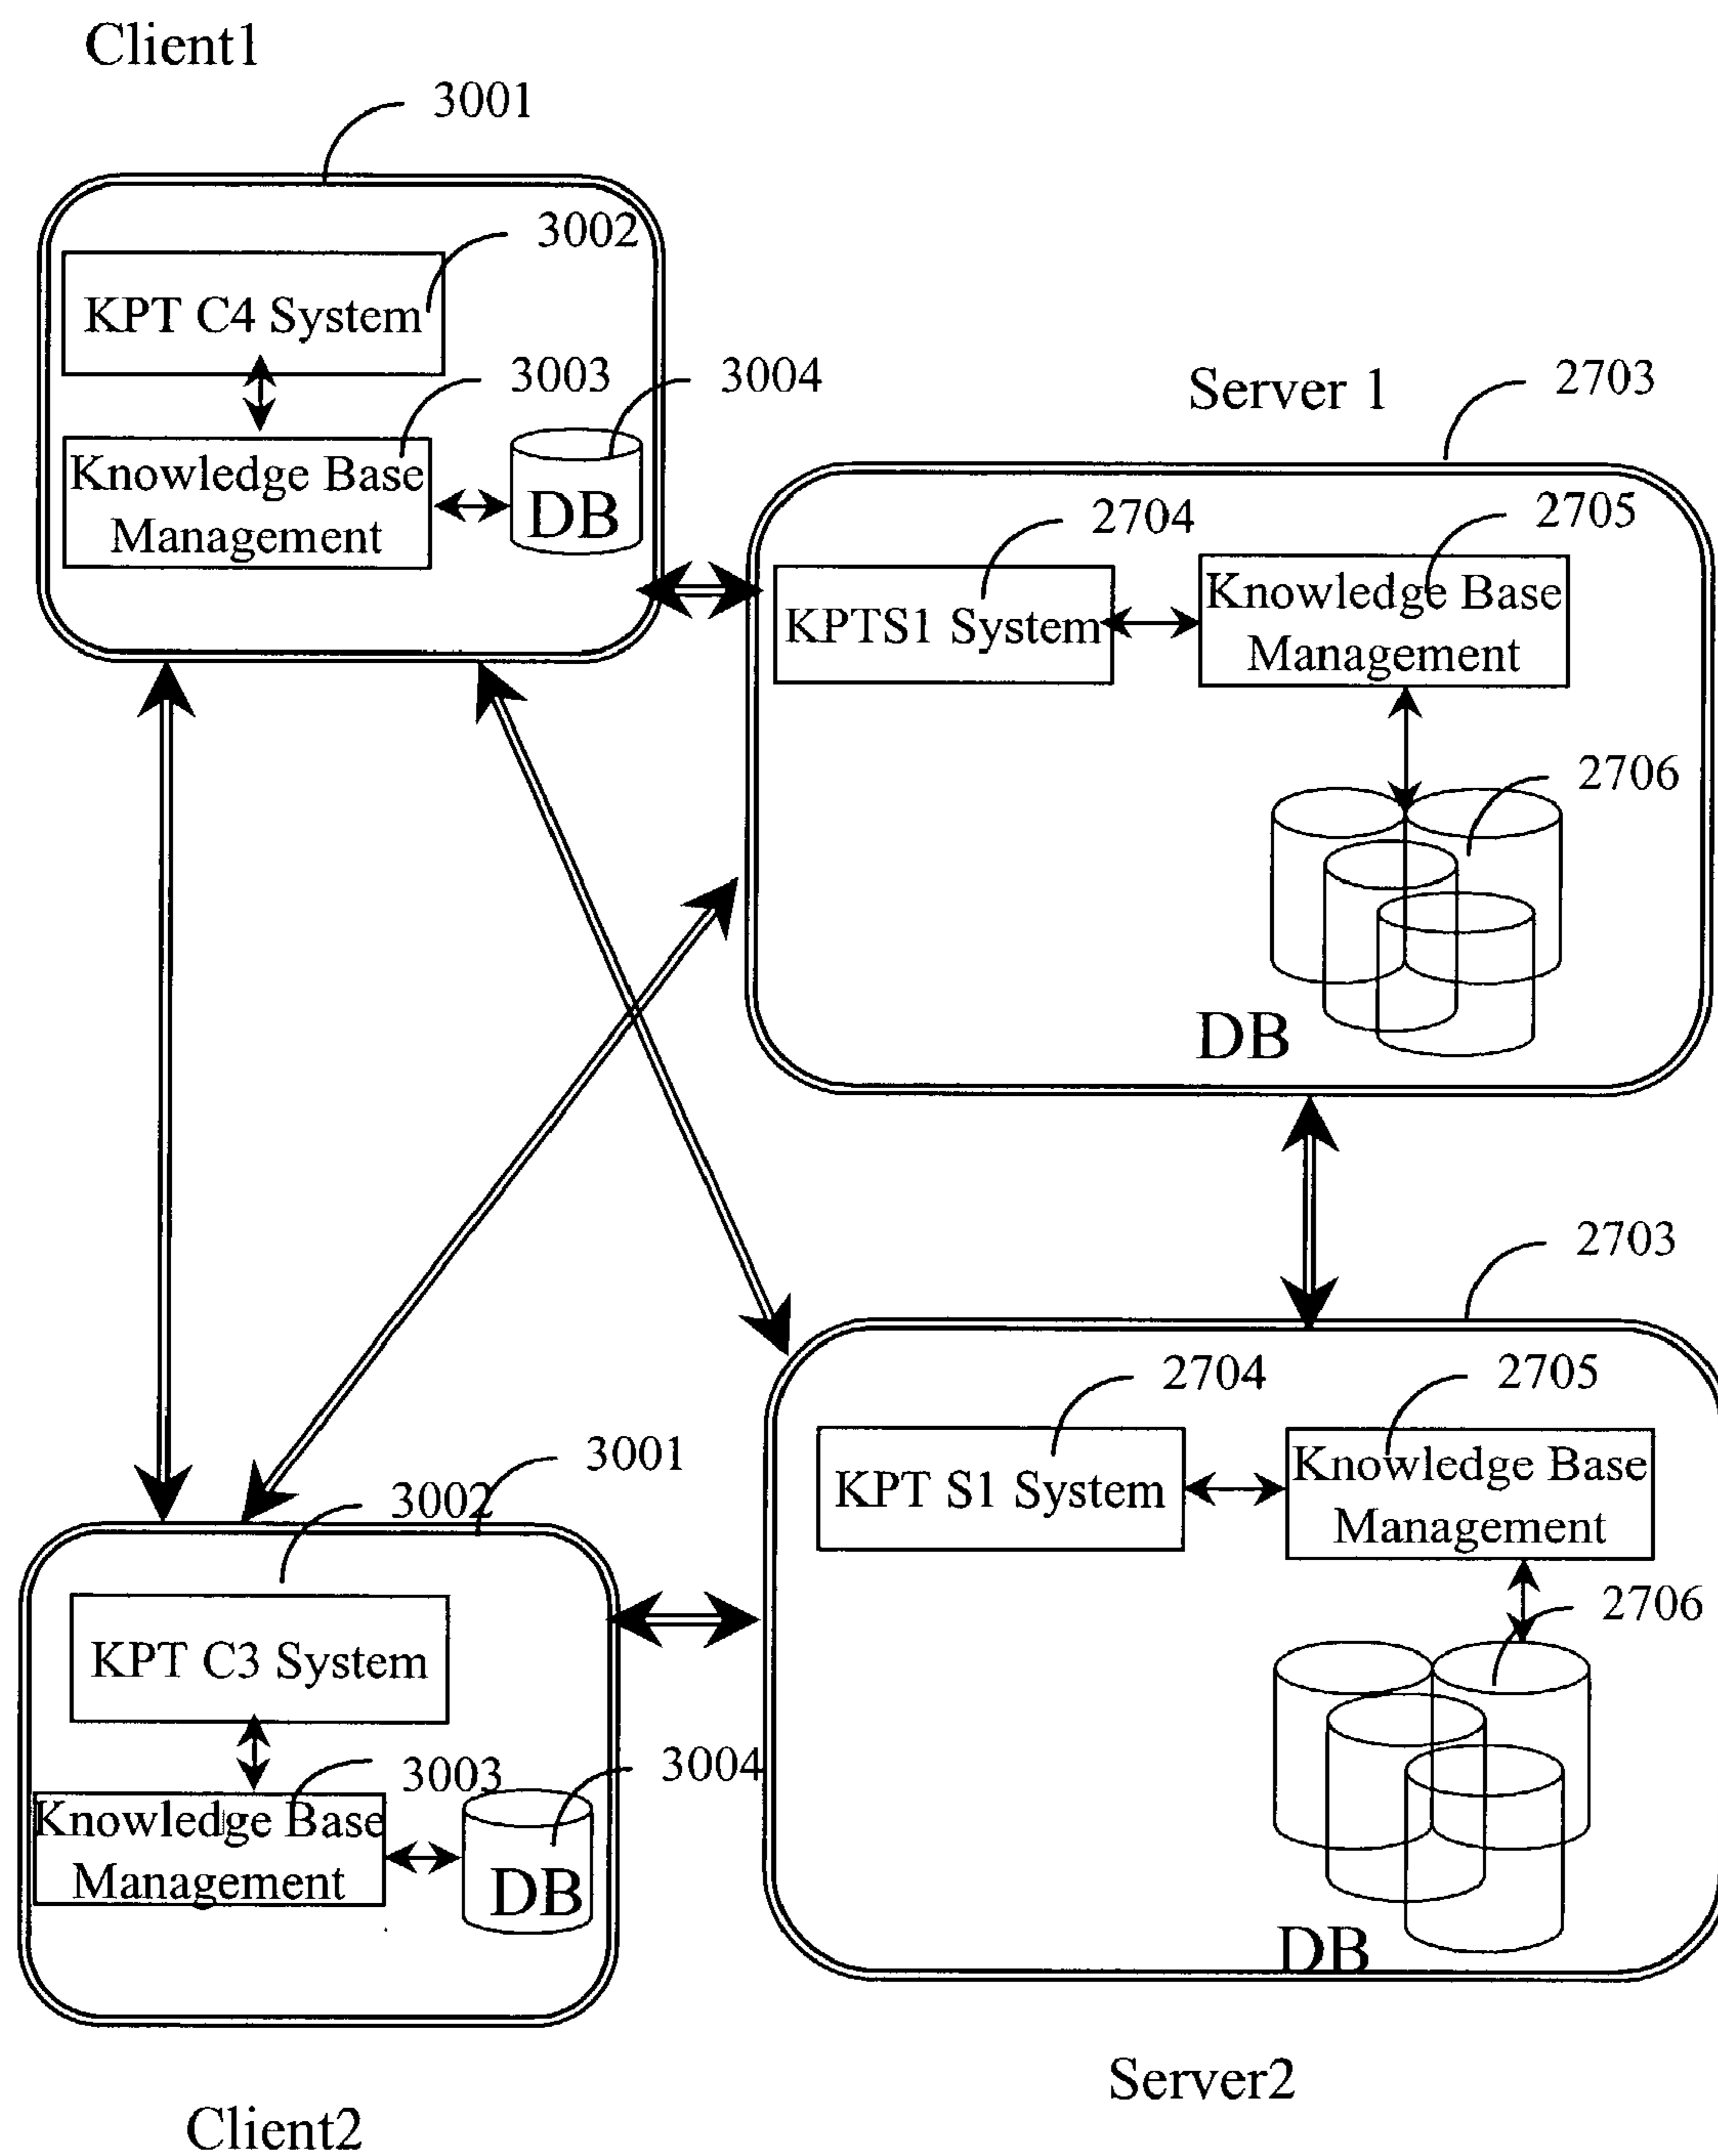 Client1
3001
3002
KPT C4 System
3003
3004
Knowledge Base
Management
DB
Server 1
2703
2704
2705
KPTS1 System
Knowledge Base
Management
2706
DB
2703
2704
2705
KPT S1 System
Knowledge Base
Management
2706
DB
Server2
3001
3002
KPT C3 System
3003
3004
Knowledge Base
Management
DB
Client2